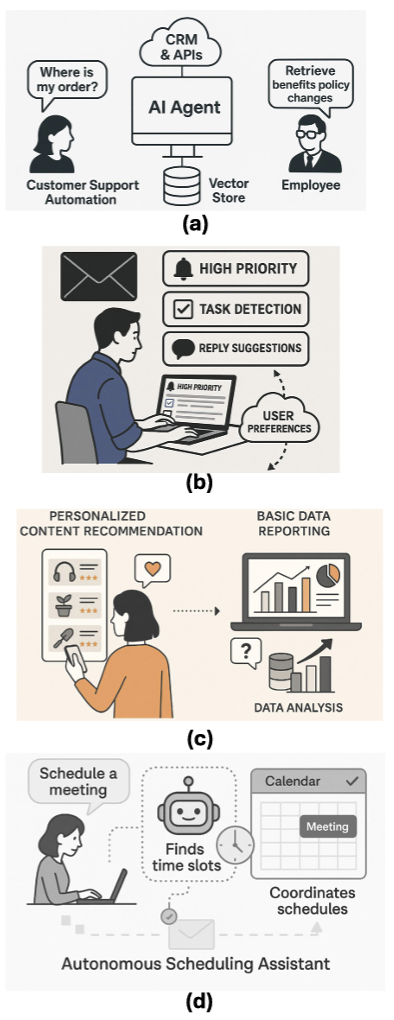 CRM
& APIs
Where is
my order?
Retrieve
benefits policy
changes
AI Agent
Customer Support
Automation
Vector
Store
Employee
(a)
HIGH PRIORITY
TASK DETECTION
REPLY SUGGESTIONS
HIGH PRIORITY
USER
PREFERENCES
(b)
PERSONALIZED
CONTENT RECOMMENDATION
BASIC DATA
REPORTING
?
DATA ANALYSIS
(c)
Schedule a
meeting
Finds
time slots
Calendar
Meeting
Coordinates
schedules
Autonomous Scheduling Assistant
(d)